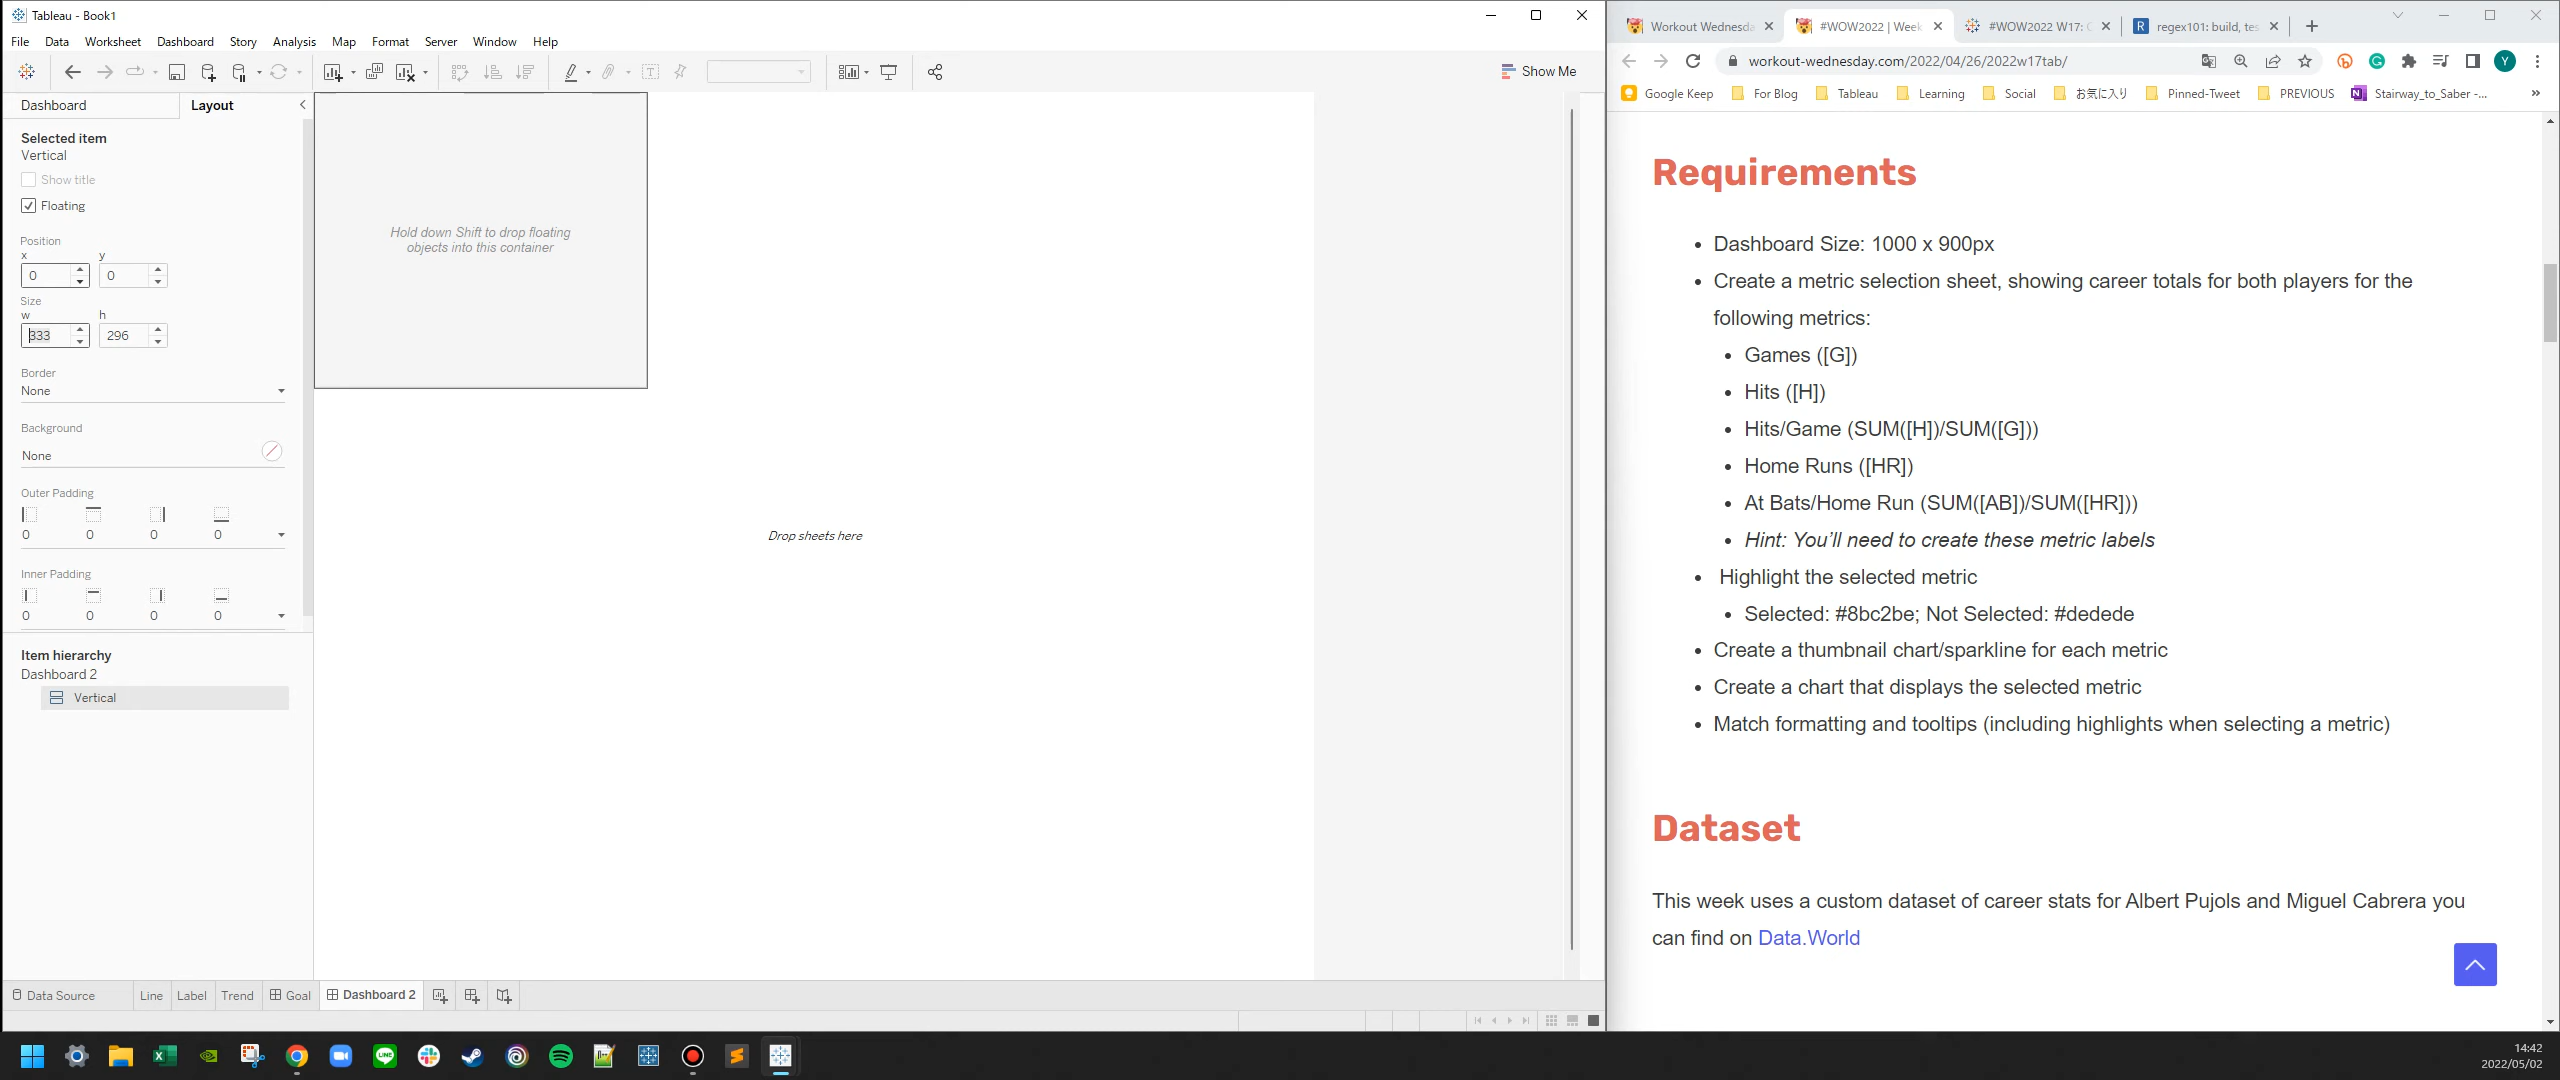 Tableau - Book1
File Data Worksheet Dashboard Story Analysis Map Format Server Window Help
Show Me
Dashboard
Layout
Selected item
Vertical
Show title
Floating
Position
x y
0 0
Size
w h
333 296
Border
None
Background
None
Outer Padding
0 0 0 0
Inner Padding
0 0 0 0
Item hierarchy
Dashboard 2
Vertical
Hold down Shift to drop floating
objects into this container
Drop sheets here
Data Source Line Label Trend Goal Dashboard 2
Workout Wednesda #WOW2022 | Week #WOW2022 W17: regex101: build, tes
workout-wednesday.com/2022/04/26/2022w17tab/
Y
Google Keep For Blog Tableau Learning Social お気に入り Pinned-Tweet PREVIOUS Stairway_to_Saber -... »
Requirements
• Dashboard Size: 1000 x 900px
• Create a metric selection sheet, showing career totals for both players for the
following metrics:
• Games ([G])
• Hits ([H])
• Hits/Game (SUM([H])/SUM([G]))
• Home Runs ([HR])
• At Bats/Home Run (SUM([AB])/SUM([HR]))
• Hint: You’ll need to create these metric labels
• Highlight the selected metric
• Selected: #8bc2be; Not Selected: #dedede
• Create a thumbnail chart/sparkline for each metric
• Create a chart that displays the selected metric
• Match formatting and tooltips (including highlights when selecting a metric)
Dataset
This week uses a custom dataset of career stats for Albert Pujols and Miguel Cabrera you
can find on Data.World
14:42
2022/05/02